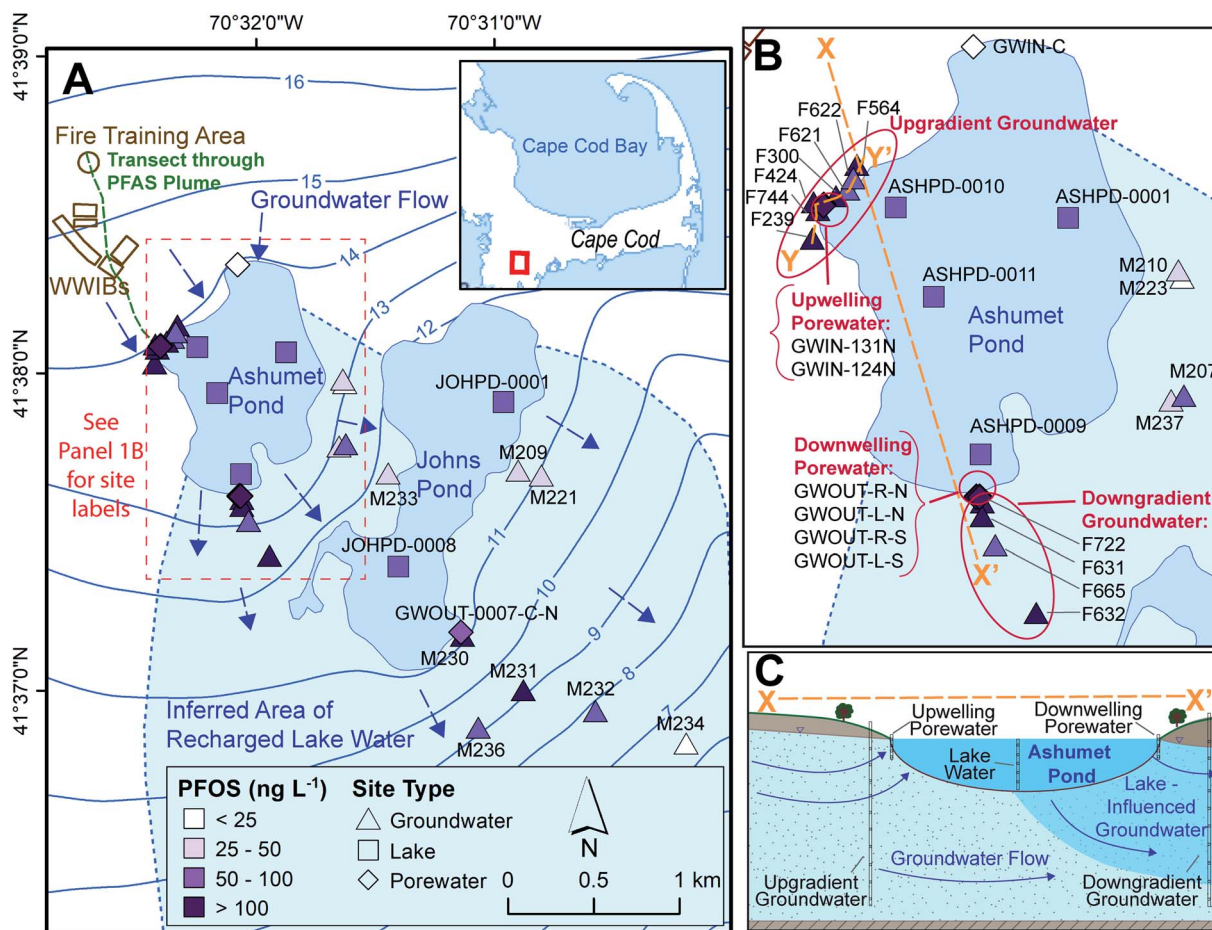 70°32'0"W
70°31'0"W
41°39'0"N
41°38'0"N
41°37'0"N
A
16
15
14
13
12
11
10
9
8
7
Fire Training Area
Transect through
PFAS Plume
WWIBs
Groundwater Flow
Cape Cod Bay
Cape Cod
See
Panel 1B
for site
labels
Ashumet
Pond
JOHPD-0001
Johns
Pond
M209
M221
M233
JOHPD-0008
GWOUT-0007-C-N
M230
M231
M232
M236
M234
Inferred Area of
Recharged Lake Water
PFOS (ng L⁻¹)
< 25
25 - 50
50 - 100
> 100
Site Type
Groundwater
Lake
Porewater
N
0 0.5 1 km
B
X
GWIN-C
F622
F564
F621
F300
F424
F744
F239
Y'
Y
Upgradient Groundwater
ASHPD-0010
ASHPD-0001
ASHPD-0011
M210
M223
Upwelling
Porewater:
GWIN-131N
GWIN-124N
Ashumet
Pond
M207
M237
ASHPD-0009
Downwelling
Porewater:
GWOUT-R-N
GWOUT-L-N
GWOUT-R-S
GWOUT-L-S
Downgradient
Groundwater:
F722
F631
F665
F632
X'
C
X
X'
Upwelling
Porewater
Downwelling
Porewater
Lake
Water
Ashumet
Pond
Lake -
Influenced
Groundwater
Groundwater Flow
Upgradient
Groundwater
Downgradient
Groundwater